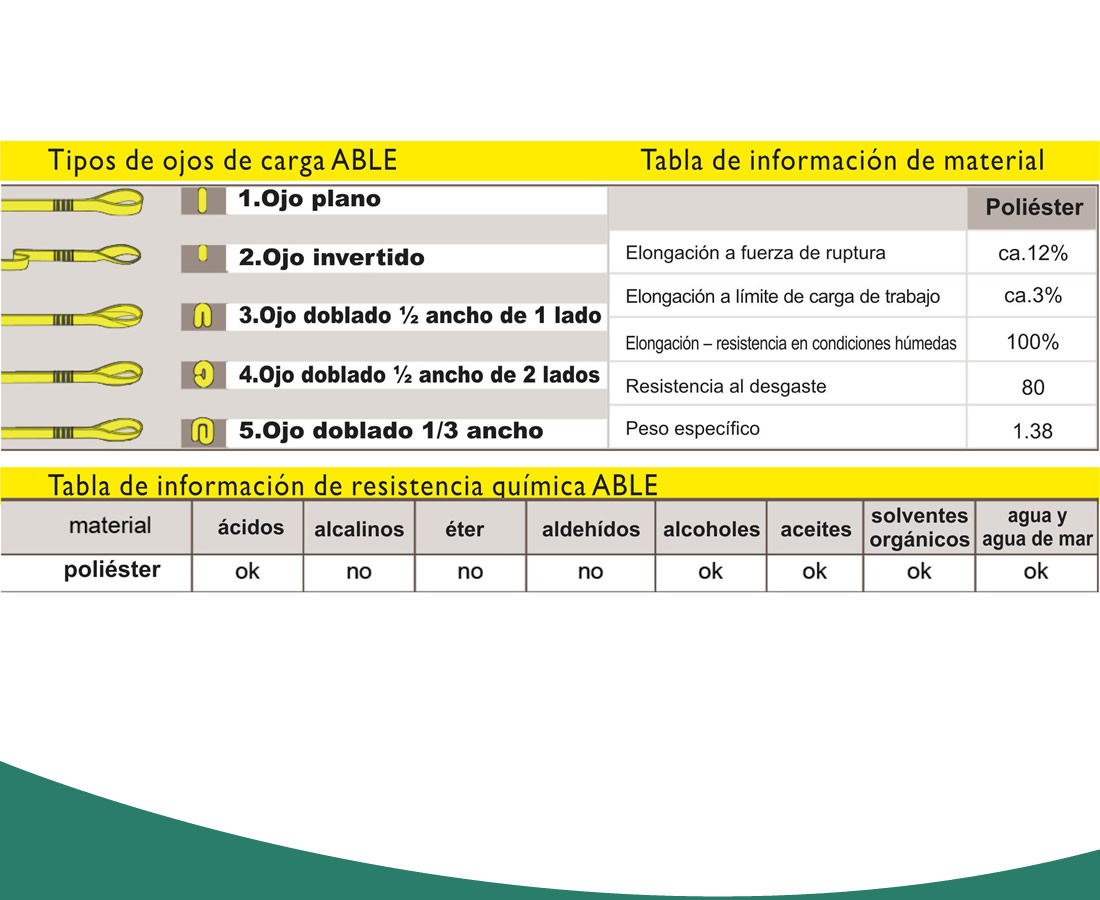 Tipos de ojos de carga ABLE
1.Ojo plano
2.Ojo invertido
3.Ojo doblado ½ ancho de 1 lado
4.Ojo doblado ½ ancho de 2 lados
5.Ojo doblado 1/3 ancho
Tabla de información de material
Poliéster
Elongación a fuerza de ruptura ca.12%
Elongación a límite de carga de trabajo ca.3%
Elongación – resistencia en condiciones húmedas 100%
Resistencia al desgaste 80
Peso específico 1.38
Tabla de información de resistencia química ABLE
material ácidos alcalinos éter aldehídos alcoholes aceites solventes orgánicos agua y agua de mar
poliéster ok no no no ok ok ok ok